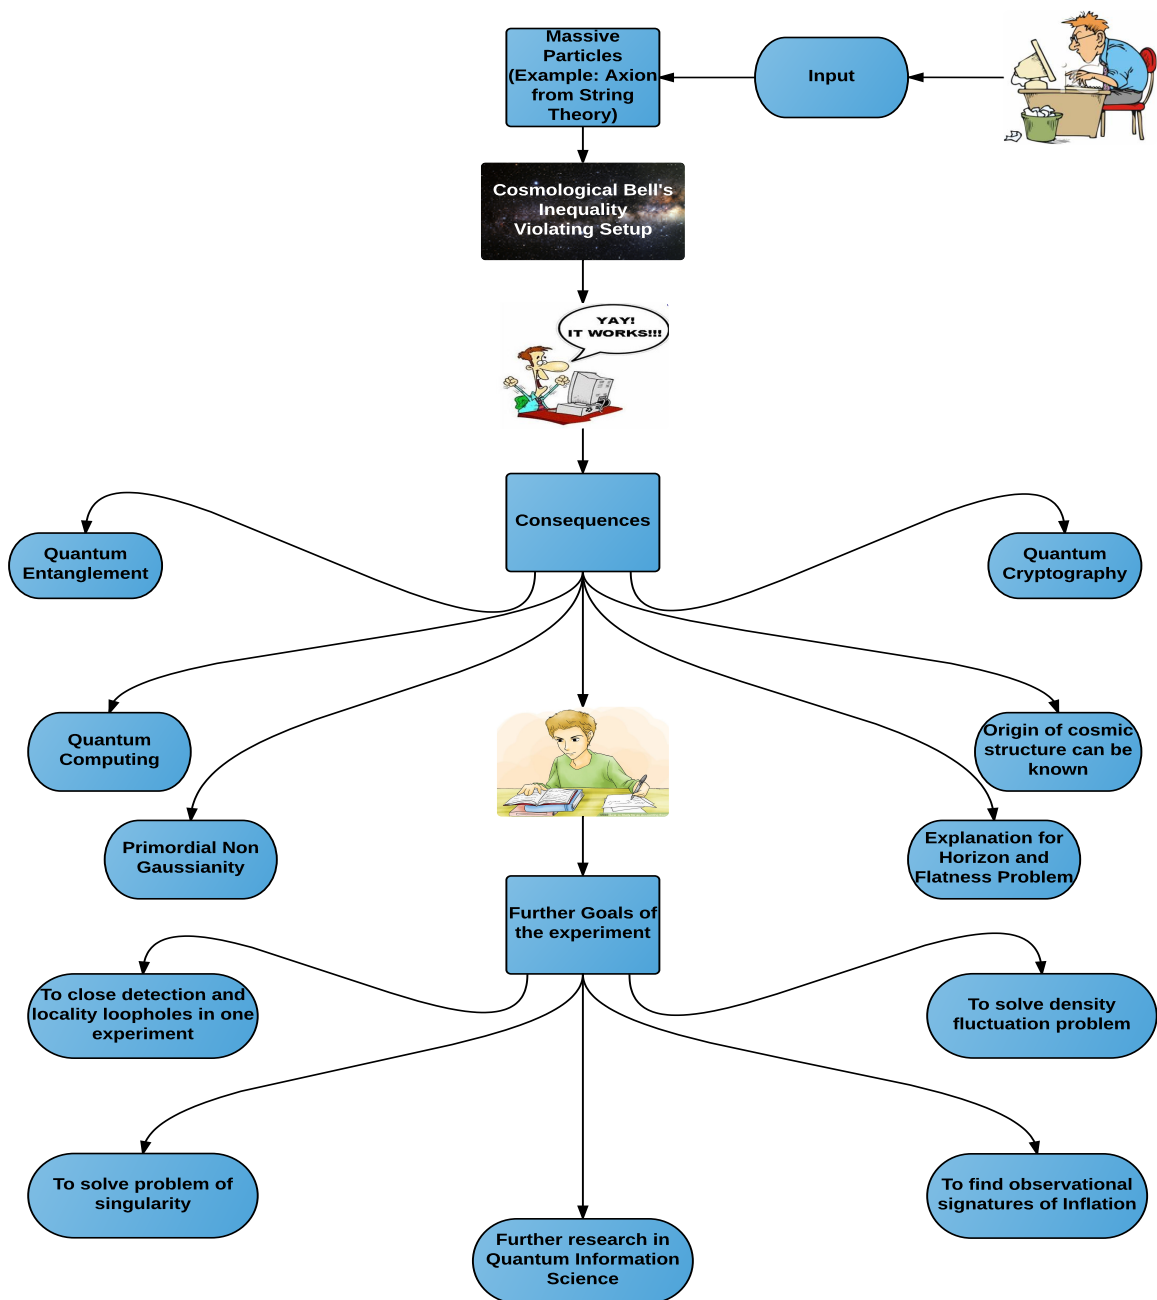 Massive
Particles
(Example: Axion
from String
Theory)
Input
Cosmological Bell's
Inequality
Violating Setup
YAY!
IT WORKS!!!
Consequences
Quantum
Entanglement
Quantum
Cryptography
Quantum
Computing
Origin of cosmic
structure can be
known
Primordial Non
Gaussianity
Explanation for
Horizon and
Flatness Problem
Further Goals of
the experiment
To close detection and
locality loopholes in one
experiment
To solve density
fluctuation problem
To solve problem of
singularity
To find observational
signatures of Inflation
Further research in
Quantum Information
Science